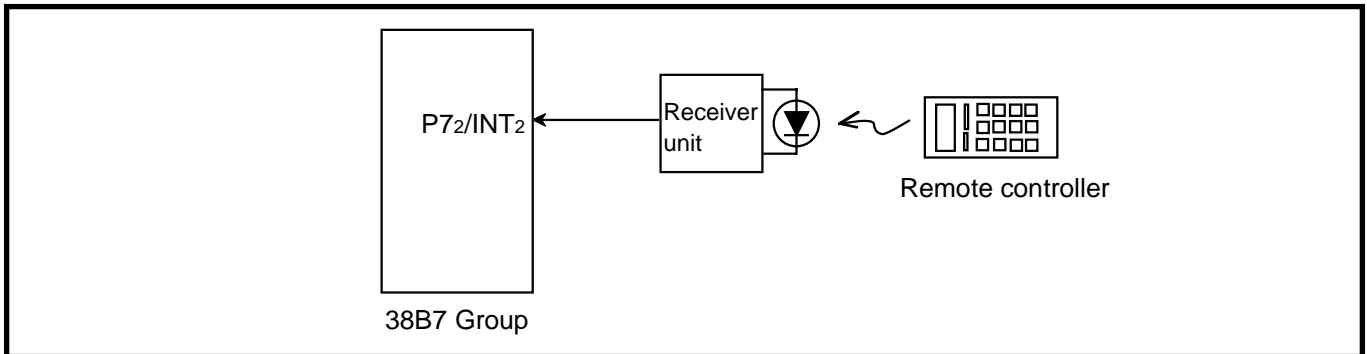 P72/INT2
Receiver
unit
Remote controller
38B7 Group